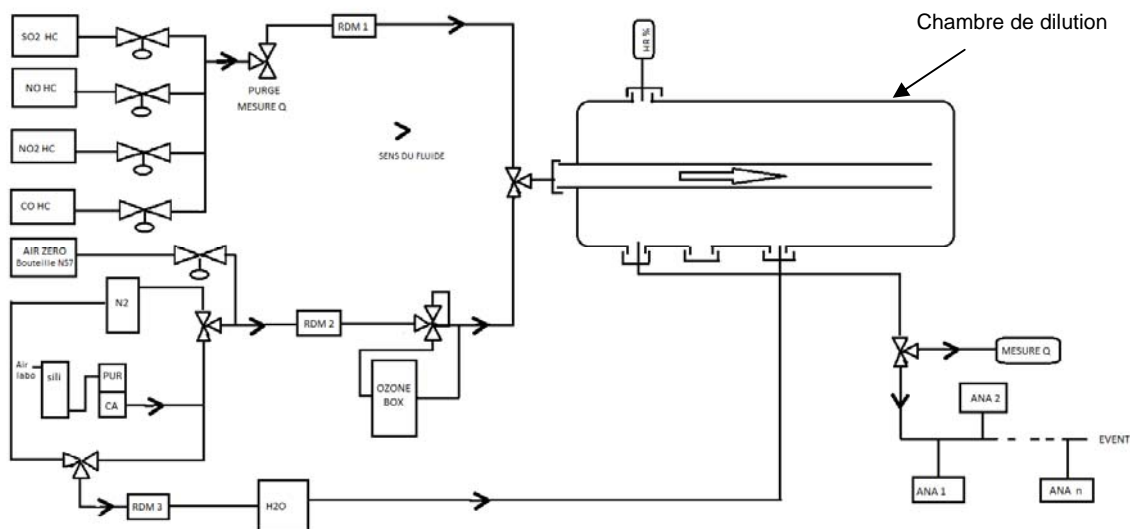 Chambre de dilution
SO2 HC
RDM 1
HR %
NO HC
PURGE
MESURE Q
SENS DU FLUIDE
NO2 HC
CO HC
AIR ZERO
Bouteille N57
N2
RDM 2
Air
labo
sili
PUR
CA
OZONE
BOX
MESURE Q
ANA 2
EVENT
ANA 1
ANA n
RDM 3
H2O